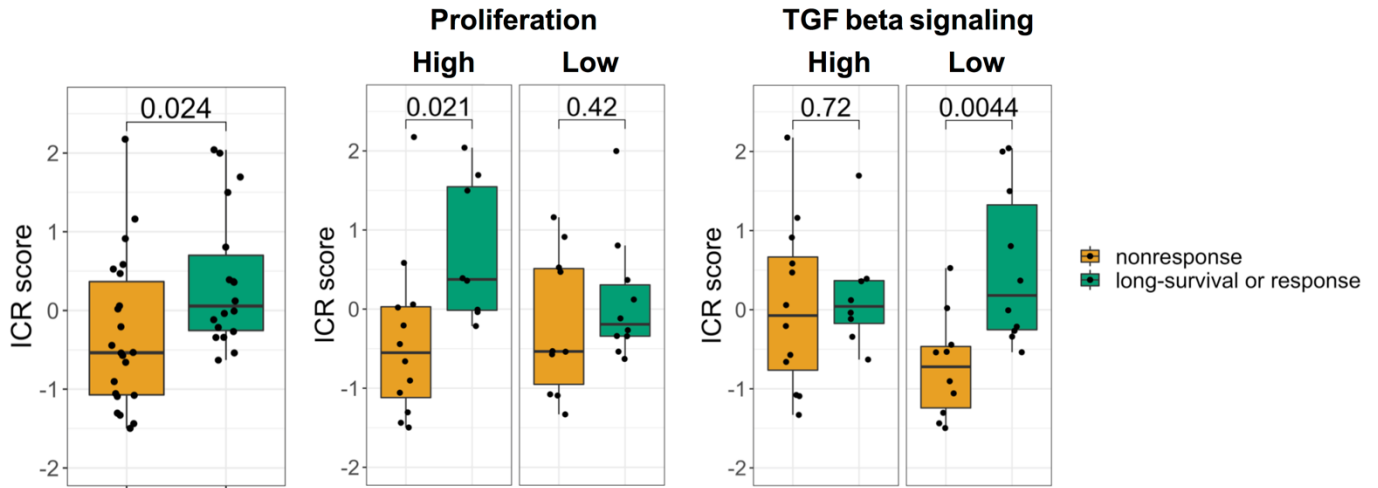 Proliferation
TGF beta signaling
High
Low
High
Low
0.024
0.021
0.42
0.72
0.0044
ICR score
2
1
0
-1
-2
ICR score
2
1
0
-1
-2
ICR score
2
1
0
-1
-2
nonresponse
long-survival or response